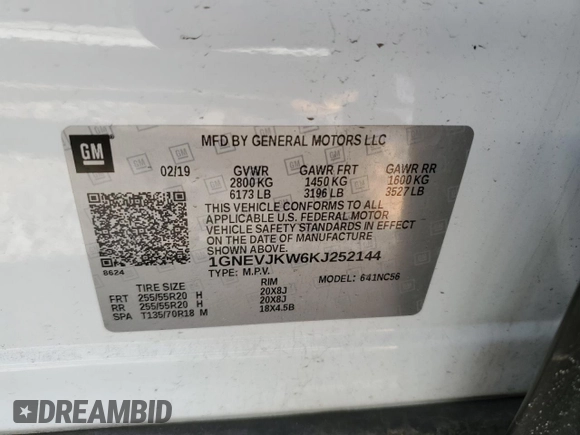 GM
MFD BY GENERAL MOTORS LLC
02/19 GVWR GAWR FRT GAWR RR
2800 KG 1450 KG 1600 KG
6173 LB 3196 LB 3527 LB
THIS VEHICLE CONFORMS TO ALL
APPLICABLE U.S. FEDERAL MOTOR
VEHICLE SAFETY STANDARDS IN EFFECT
ON THE DATE OF MANUFACTURE
SHOWN ABOVE.
1GNEVJKW6KJ252144
8624
TYPE: M.P.V. MODEL: 641NC56
TIRE SIZE RIM
FRT 255/55R20 H 20X8J
RR 255/55R20 H 20X8J
SPA T135/70R18 M 18X4.5B
DREAMBID